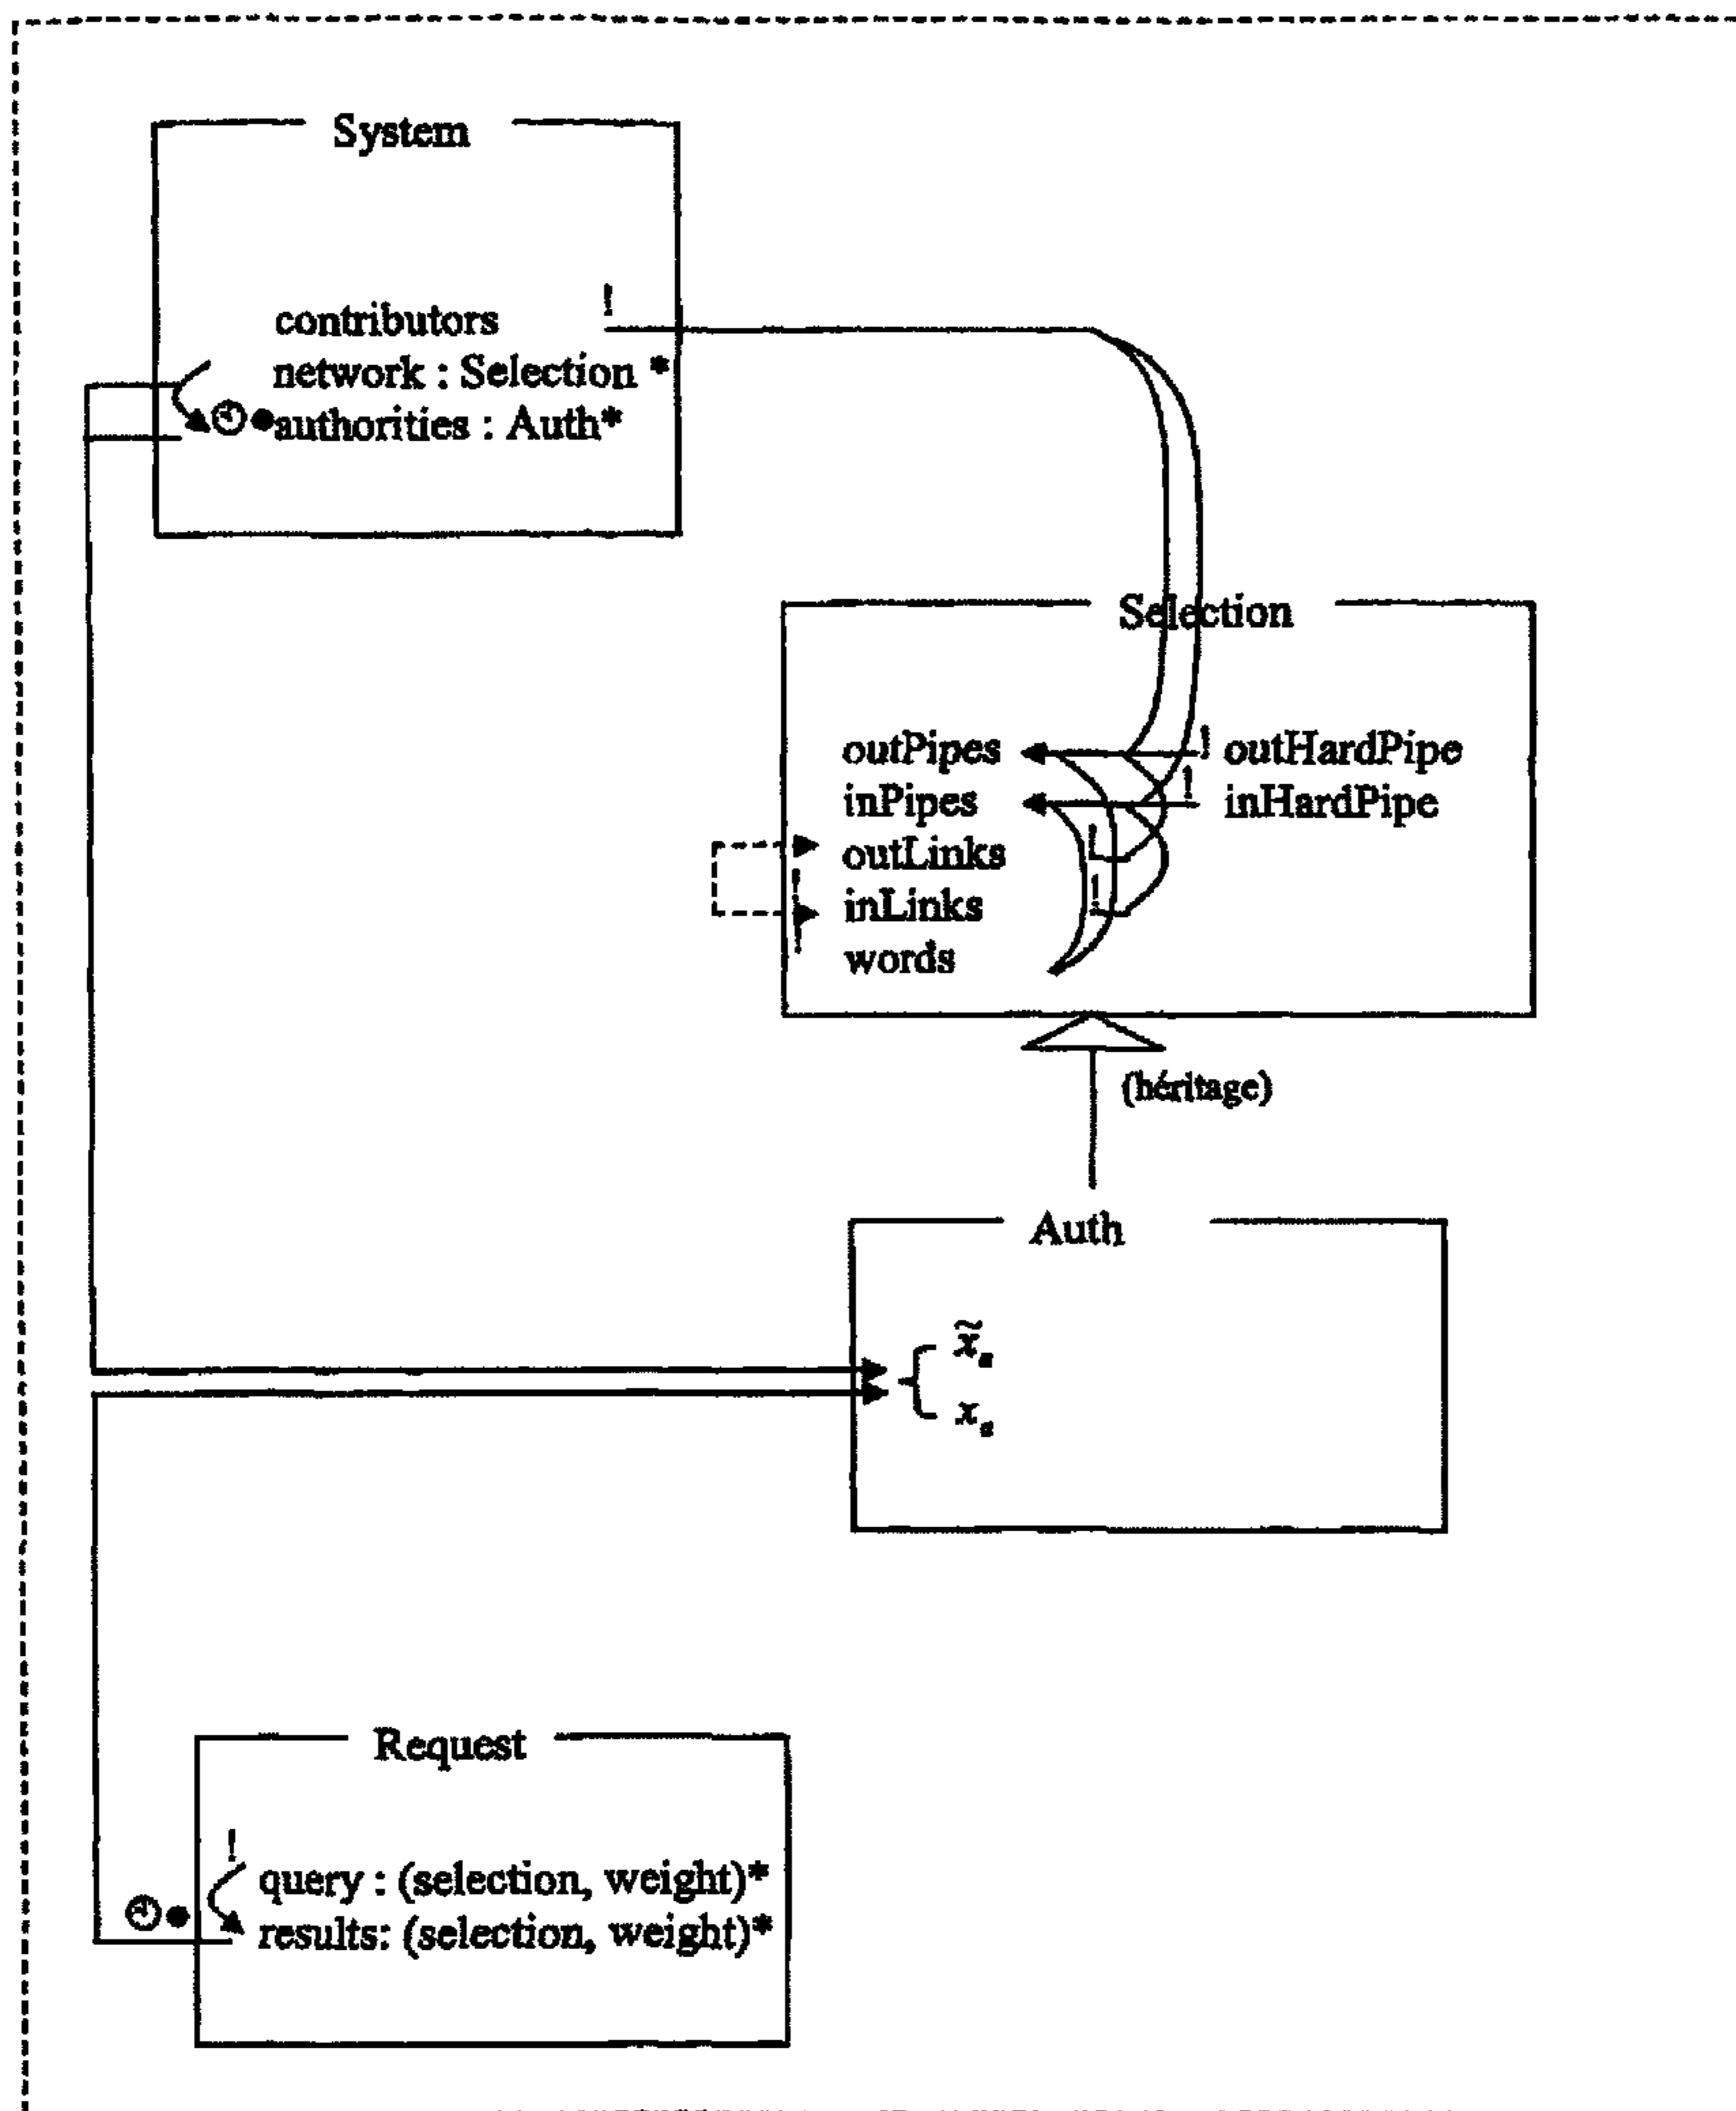 System
contributors
!
network : Selection *
authorities : Auth*
Selection
outPipes
! outHardPipe
inPipes
! inHardPipe
outLinks
!
! inLinks
!
words
(héritage)
Auth
x̃a
xa
Request
!
query : (selection, weight)*
results: (selection, weight)*